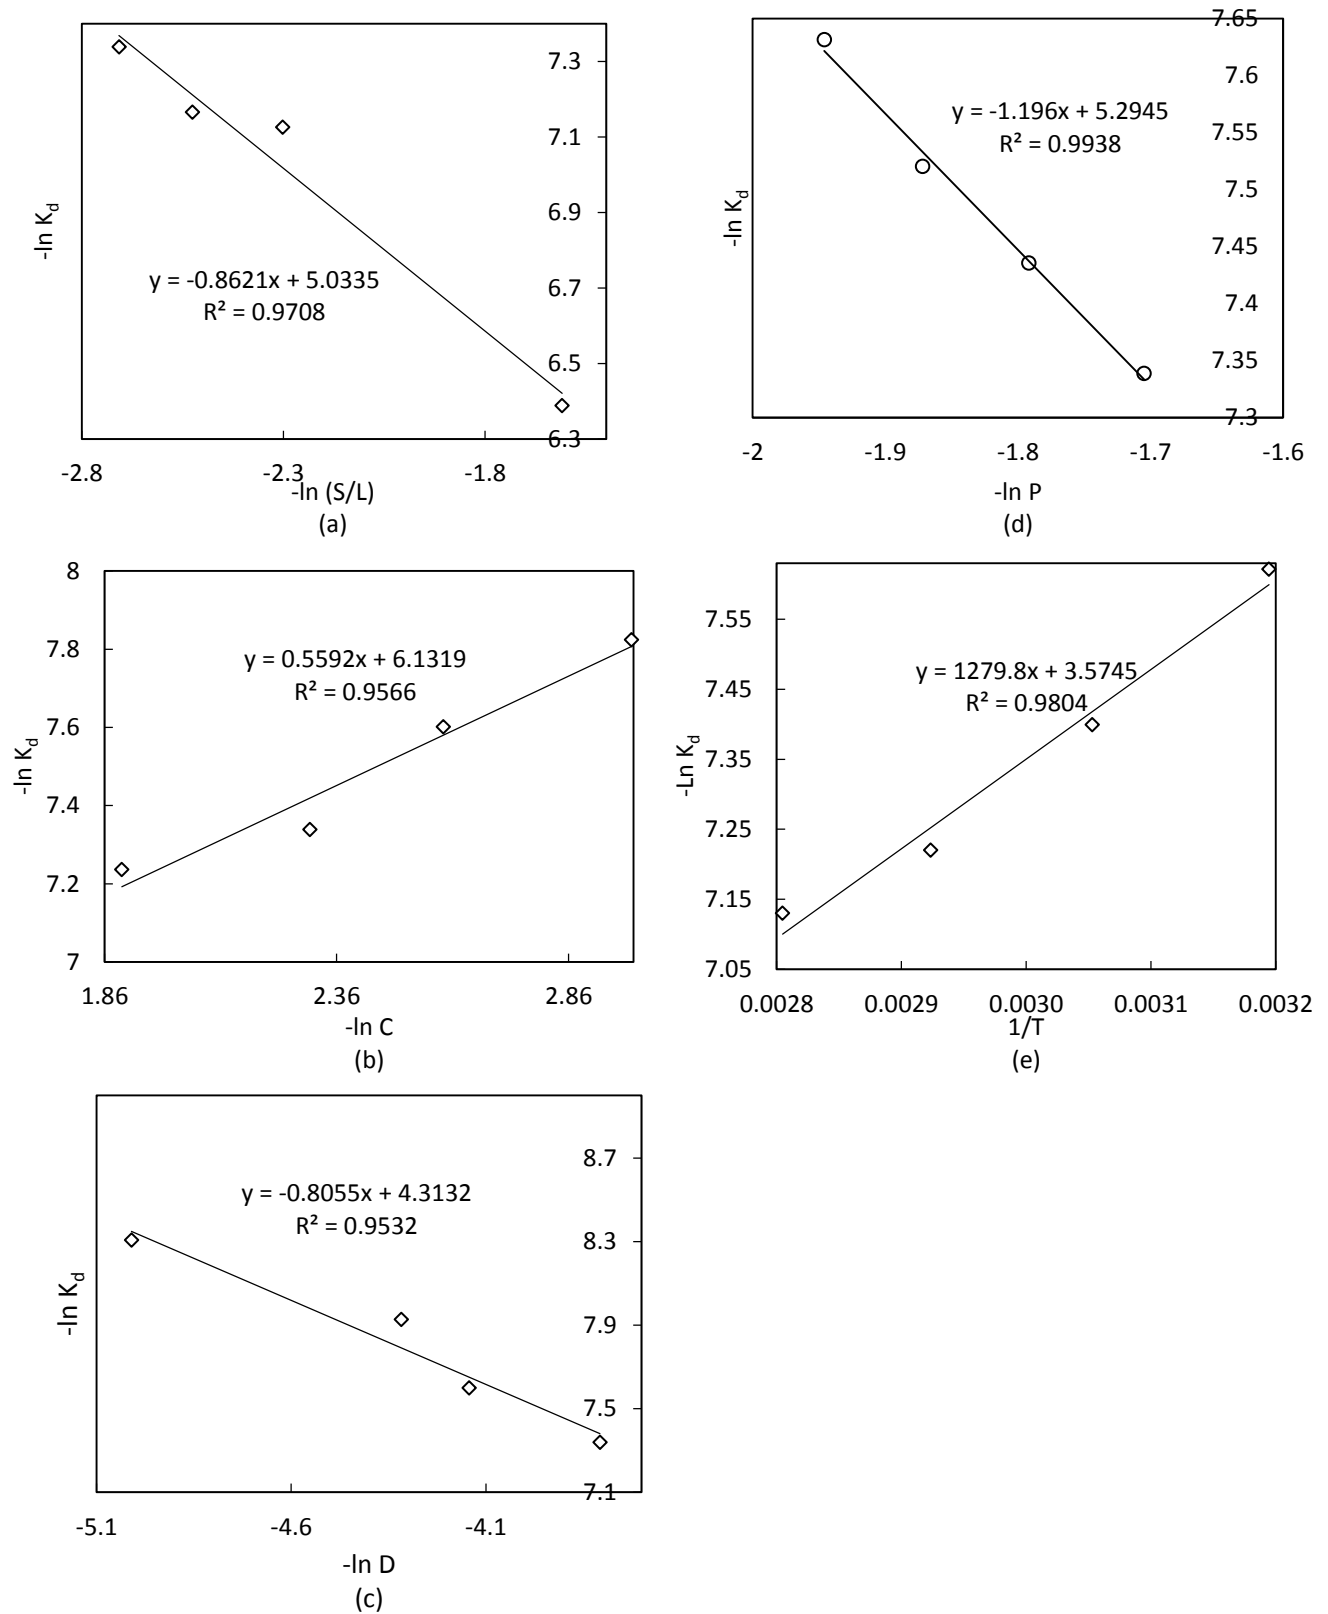 7.3
7.1
6.9
6.7
6.5
6.3
-ln Kd
y = -0.8621x + 5.0335
R² = 0.9708
-2.8
-2.3
-1.8
-ln (S/L)
(a)
7.65
7.6
7.55
7.5
7.45
7.4
7.35
7.3
-ln Kd
y = -1.196x + 5.2945
R² = 0.9938
-2
-1.9
-1.8
-1.7
-1.6
-ln P
(d)
8
7.8
7.6
7.4
7.2
7
-ln Kd
y = 0.5592x + 6.1319
R² = 0.9566
1.86
2.36
2.86
-ln C
(b)
7.55
7.45
7.35
7.25
7.15
7.05
-Ln Kd
y = 1279.8x + 3.5745
R² = 0.9804
0.0028
0.0029
0.0030
0.0031
0.0032
1/T
(e)
8.7
8.3
7.9
7.5
7.1
-ln Kd
y = -0.8055x + 4.3132
R² = 0.9532
-5.1
-4.6
-4.1
-ln D
(c)